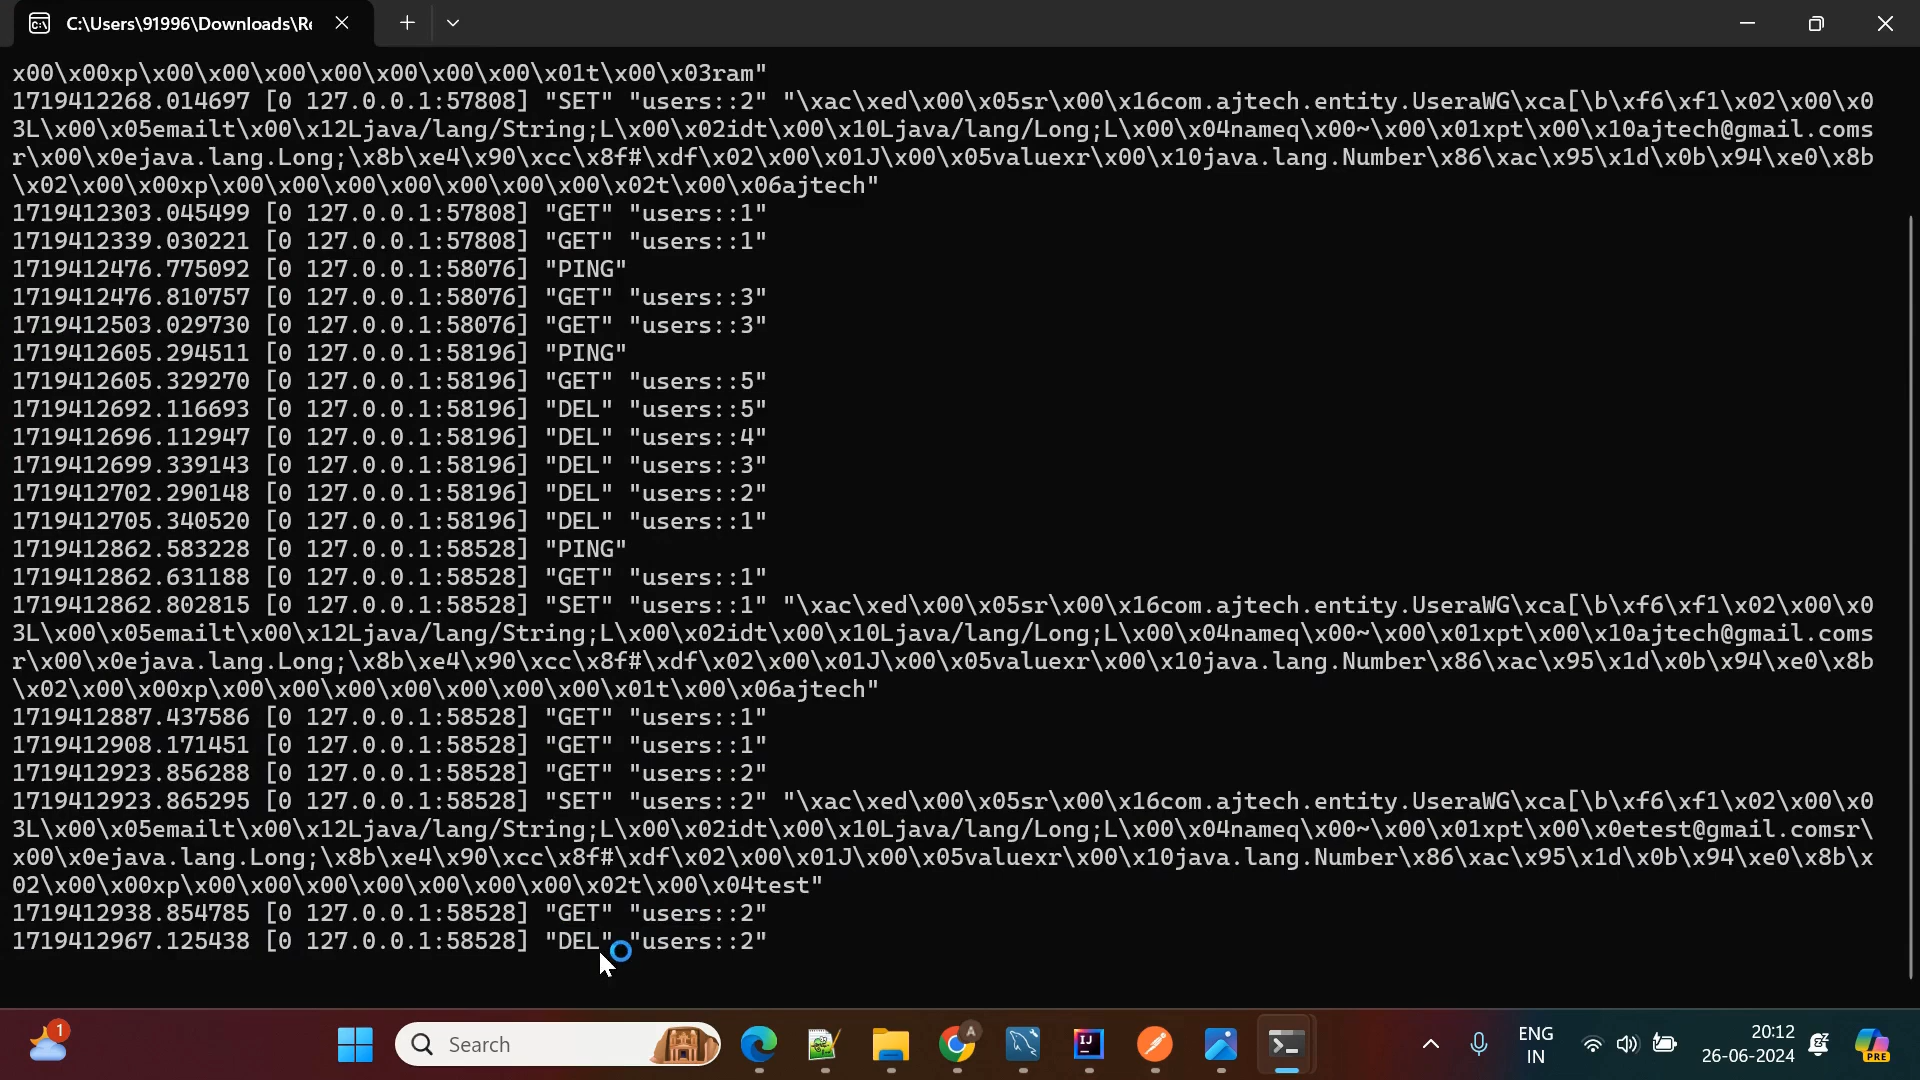 C:\Users\91996\Downloads\Re
x00\x00xp\x00\x00\x00\x00\x00\x00\x00\x01t\x00\x03ram"
1719412268.014697 [0 127.0.0.1:57808] "SET" "users::2" "\xac\xed\x00\x05sr\x00\x16com.ajtech.entity.UseraWG\xca[\b\xf6\xf1\x02\x00\x0
3L\x00\x05emailt\x00\x12Ljava/lang/String;L\x00\x02idt\x00\x10Ljava/lang/Long;L\x00\x04nameq\x00~\x00\x01xpt\x00\x10ajtech@gmail.coms
r\x00\x0ejava.lang.Long;\x8b\xe4\x90\xcc\x8f#\xdf\x02\x00\x01J\x00\x05valuexr\x00\x10java.lang.Number\x86\xac\x95\x1d\x0b\x94\xe0\x8b
\x02\x00\x00xp\x00\x00\x00\x00\x00\x00\x00\x02t\x00\x06ajtech"
1719412303.045499 [0 127.0.0.1:57808] "GET" "users::1"
1719412339.030221 [0 127.0.0.1:57808] "GET" "users::1"
1719412476.775092 [0 127.0.0.1:58076] "PING"
1719412476.810757 [0 127.0.0.1:58076] "GET" "users::3"
1719412503.029730 [0 127.0.0.1:58076] "GET" "users::3"
1719412605.294511 [0 127.0.0.1:58196] "PING"
1719412605.329270 [0 127.0.0.1:58196] "GET" "users::5"
1719412692.116693 [0 127.0.0.1:58196] "DEL" "users::5"
1719412696.112947 [0 127.0.0.1:58196] "DEL" "users::4"
1719412699.339143 [0 127.0.0.1:58196] "DEL" "users::3"
1719412702.290148 [0 127.0.0.1:58196] "DEL" "users::2"
1719412705.340520 [0 127.0.0.1:58196] "DEL" "users::1"
1719412862.583228 [0 127.0.0.1:58528] "PING"
1719412862.631188 [0 127.0.0.1:58528] "GET" "users::1"
1719412862.802815 [0 127.0.0.1:58528] "SET" "users::1" "\xac\xed\x00\x05sr\x00\x16com.ajtech.entity.UseraWG\xca[\b\xf6\xf1\x02\x00\x0
3L\x00\x05emailt\x00\x12Ljava/lang/String;L\x00\x02idt\x00\x10Ljava/lang/Long;L\x00\x04nameq\x00~\x00\x01xpt\x00\x10ajtech@gmail.coms
r\x00\x0ejava.lang.Long;\x8b\xe4\x90\xcc\x8f#\xdf\x02\x00\x01J\x00\x05valuexr\x00\x10java.lang.Number\x86\xac\x95\x1d\x0b\x94\xe0\x8b
\x02\x00\x00xp\x00\x00\x00\x00\x00\x00\x00\x01t\x00\x06ajtech"
1719412887.437586 [0 127.0.0.1:58528] "GET" "users::1"
1719412908.171451 [0 127.0.0.1:58528] "GET" "users::1"
1719412923.856288 [0 127.0.0.1:58528] "GET" "users::2"
1719412923.865295 [0 127.0.0.1:58528] "SET" "users::2" "\xac\xed\x00\x05sr\x00\x16com.ajtech.entity.UseraWG\xca[\b\xf6\xf1\x02\x00\x0
3L\x00\x05emailt\x00\x12Ljava/lang/String;L\x00\x02idt\x00\x10Ljava/lang/Long;L\x00\x04nameq\x00~\x00\x01xpt\x00\x0etest@gmail.comsr\
x00\x0ejava.lang.Long;\x8b\xe4\x90\xcc\x8f#\xdf\x02\x00\x01J\x00\x05valuexr\x00\x10java.lang.Number\x86\xac\x95\x1d\x0b\x94\xe0\x8b\x
02\x00\x00xp\x00\x00\x00\x00\x00\x00\x00\x02t\x00\x04test"
1719412938.854785 [0 127.0.0.1:58528] "GET" "users::2"
1719412967.125438 [0 127.0.0.1:58528] "DEL" "users::2"
1
Search
A
IJ
ENG
IN
20:12
26-06-2024
PRE